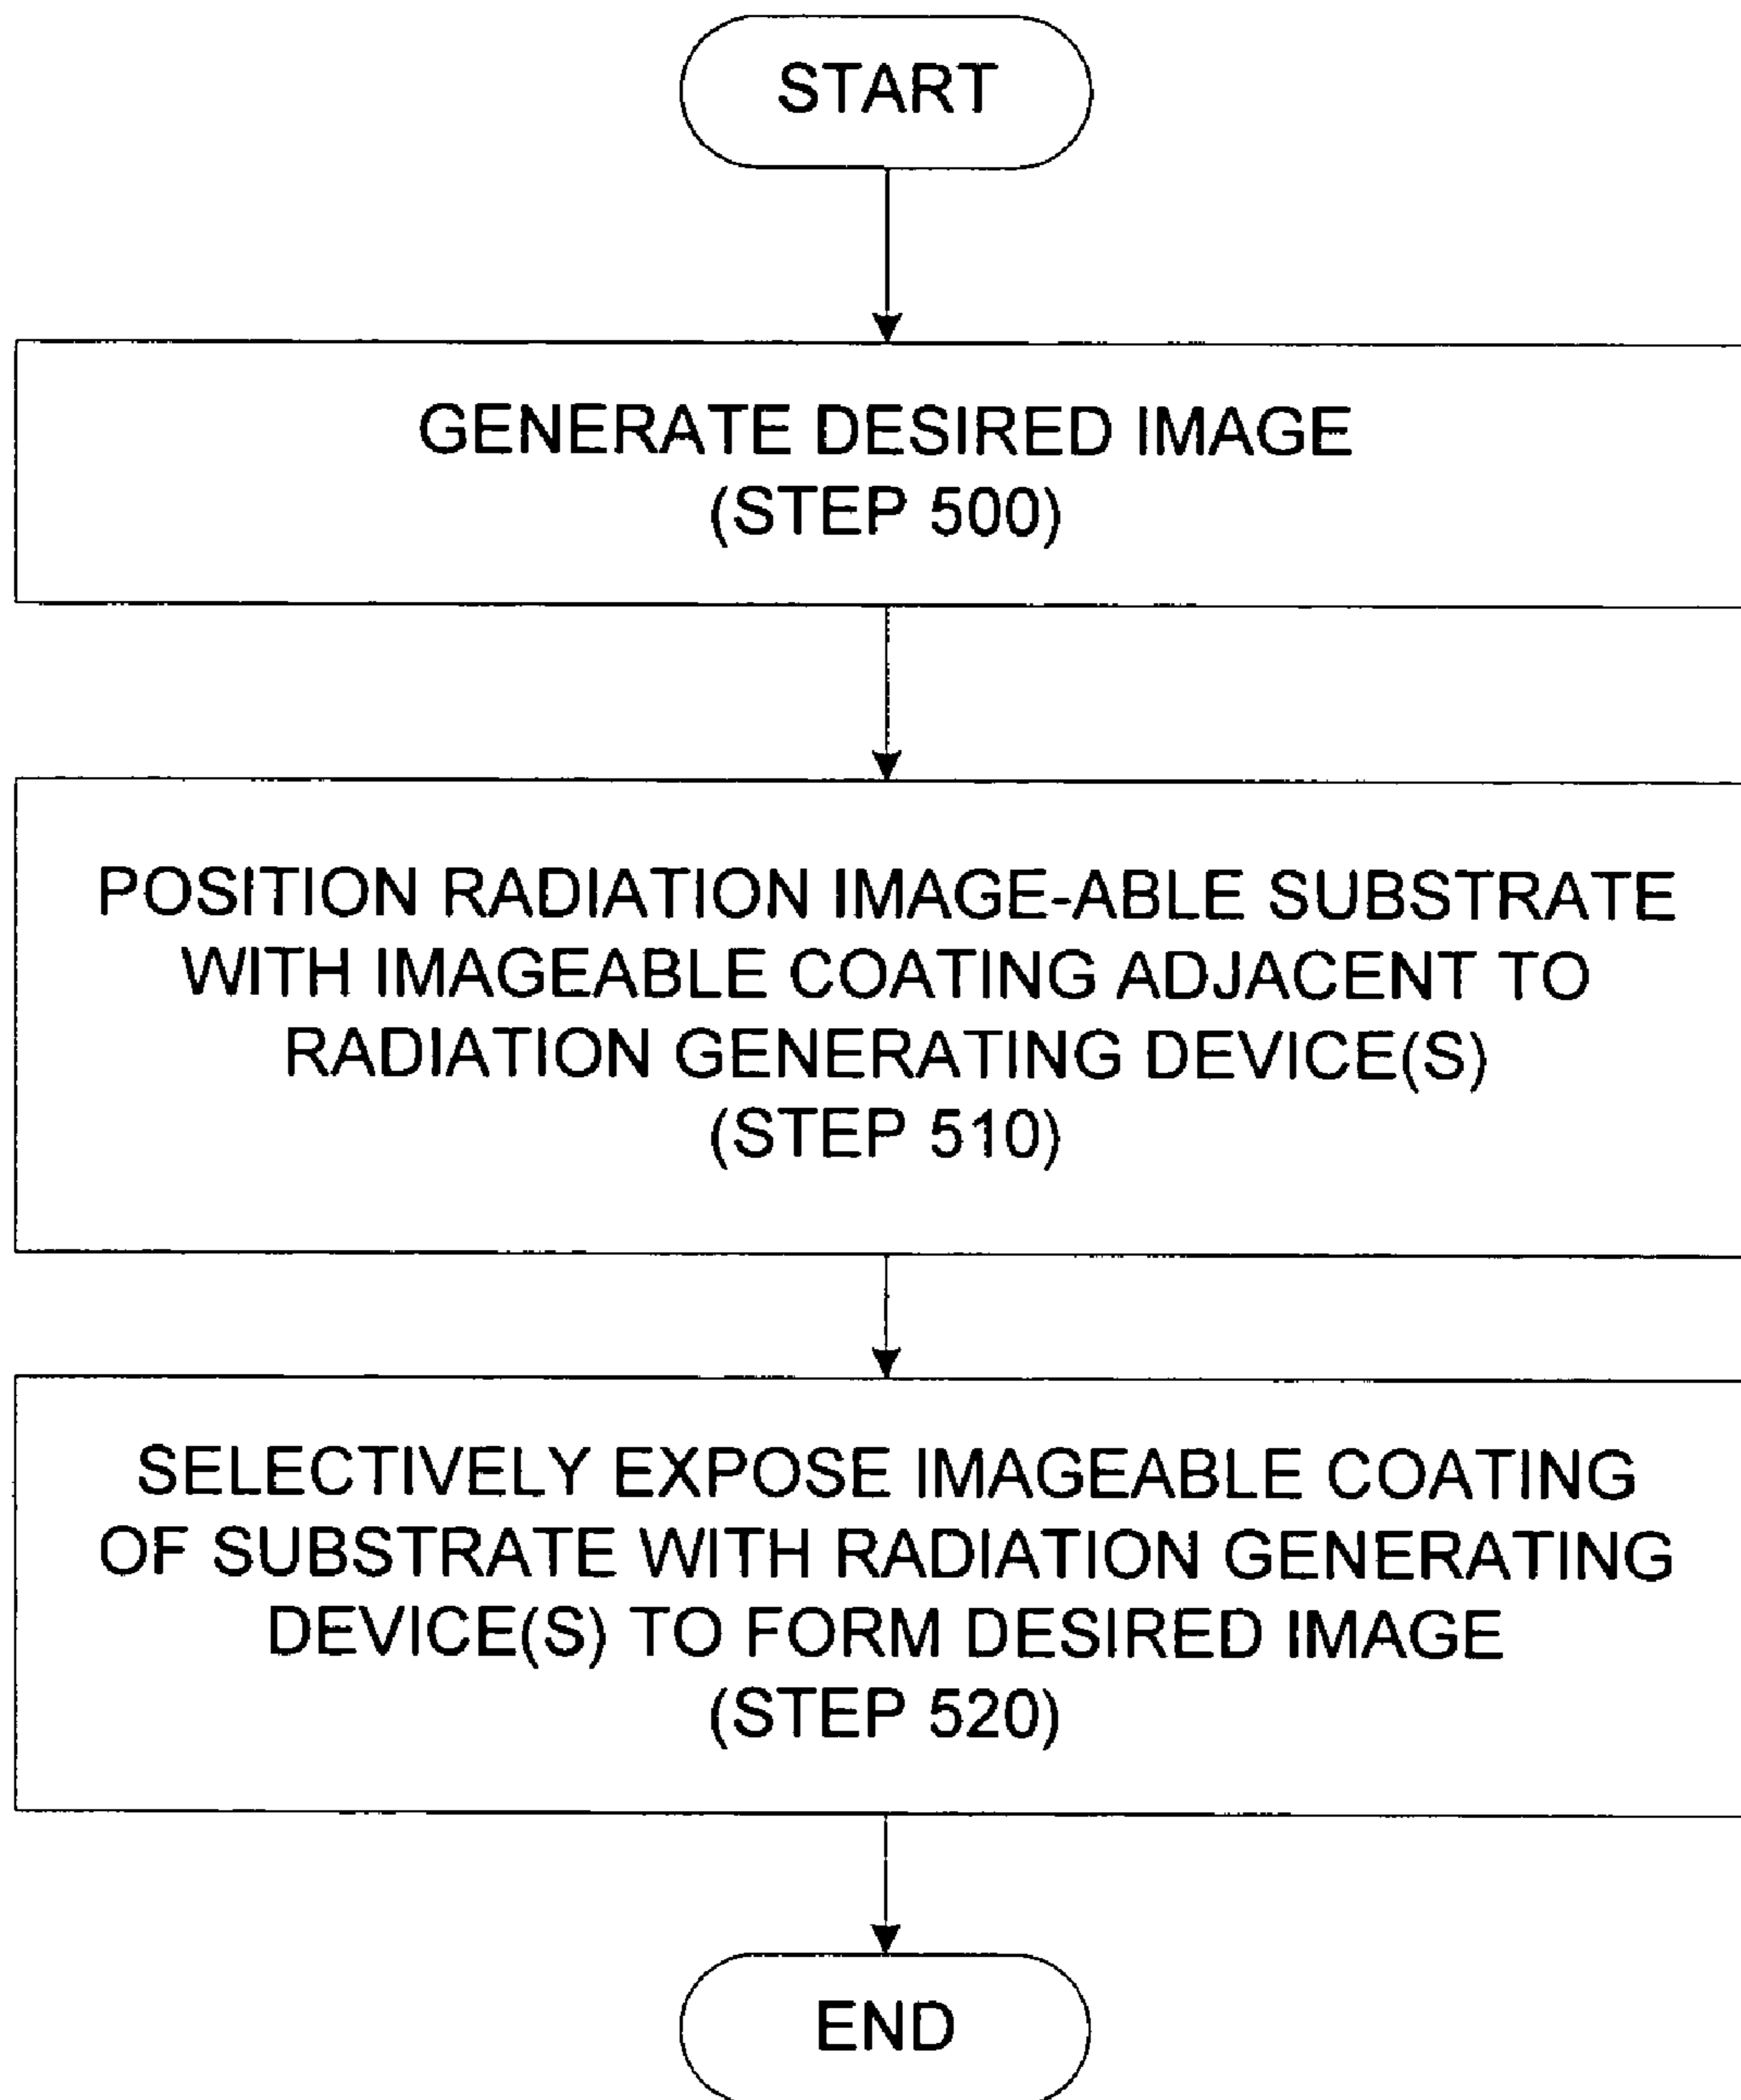 START
GENERATE DESIRED IMAGE
(STEP 500)
POSITION RADIATION IMAGE-ABLE SUBSTRATE
WITH IMAGEABLE COATING ADJACENT TO
RADIATION GENERATING DEVICE(S)
(STEP 510)
SELECTIVELY EXPOSE IMAGEABLE COATING
OF SUBSTRATE WITH RADIATION GENERATING
DEVICE(S) TO FORM DESIRED IMAGE
(STEP 520)
END